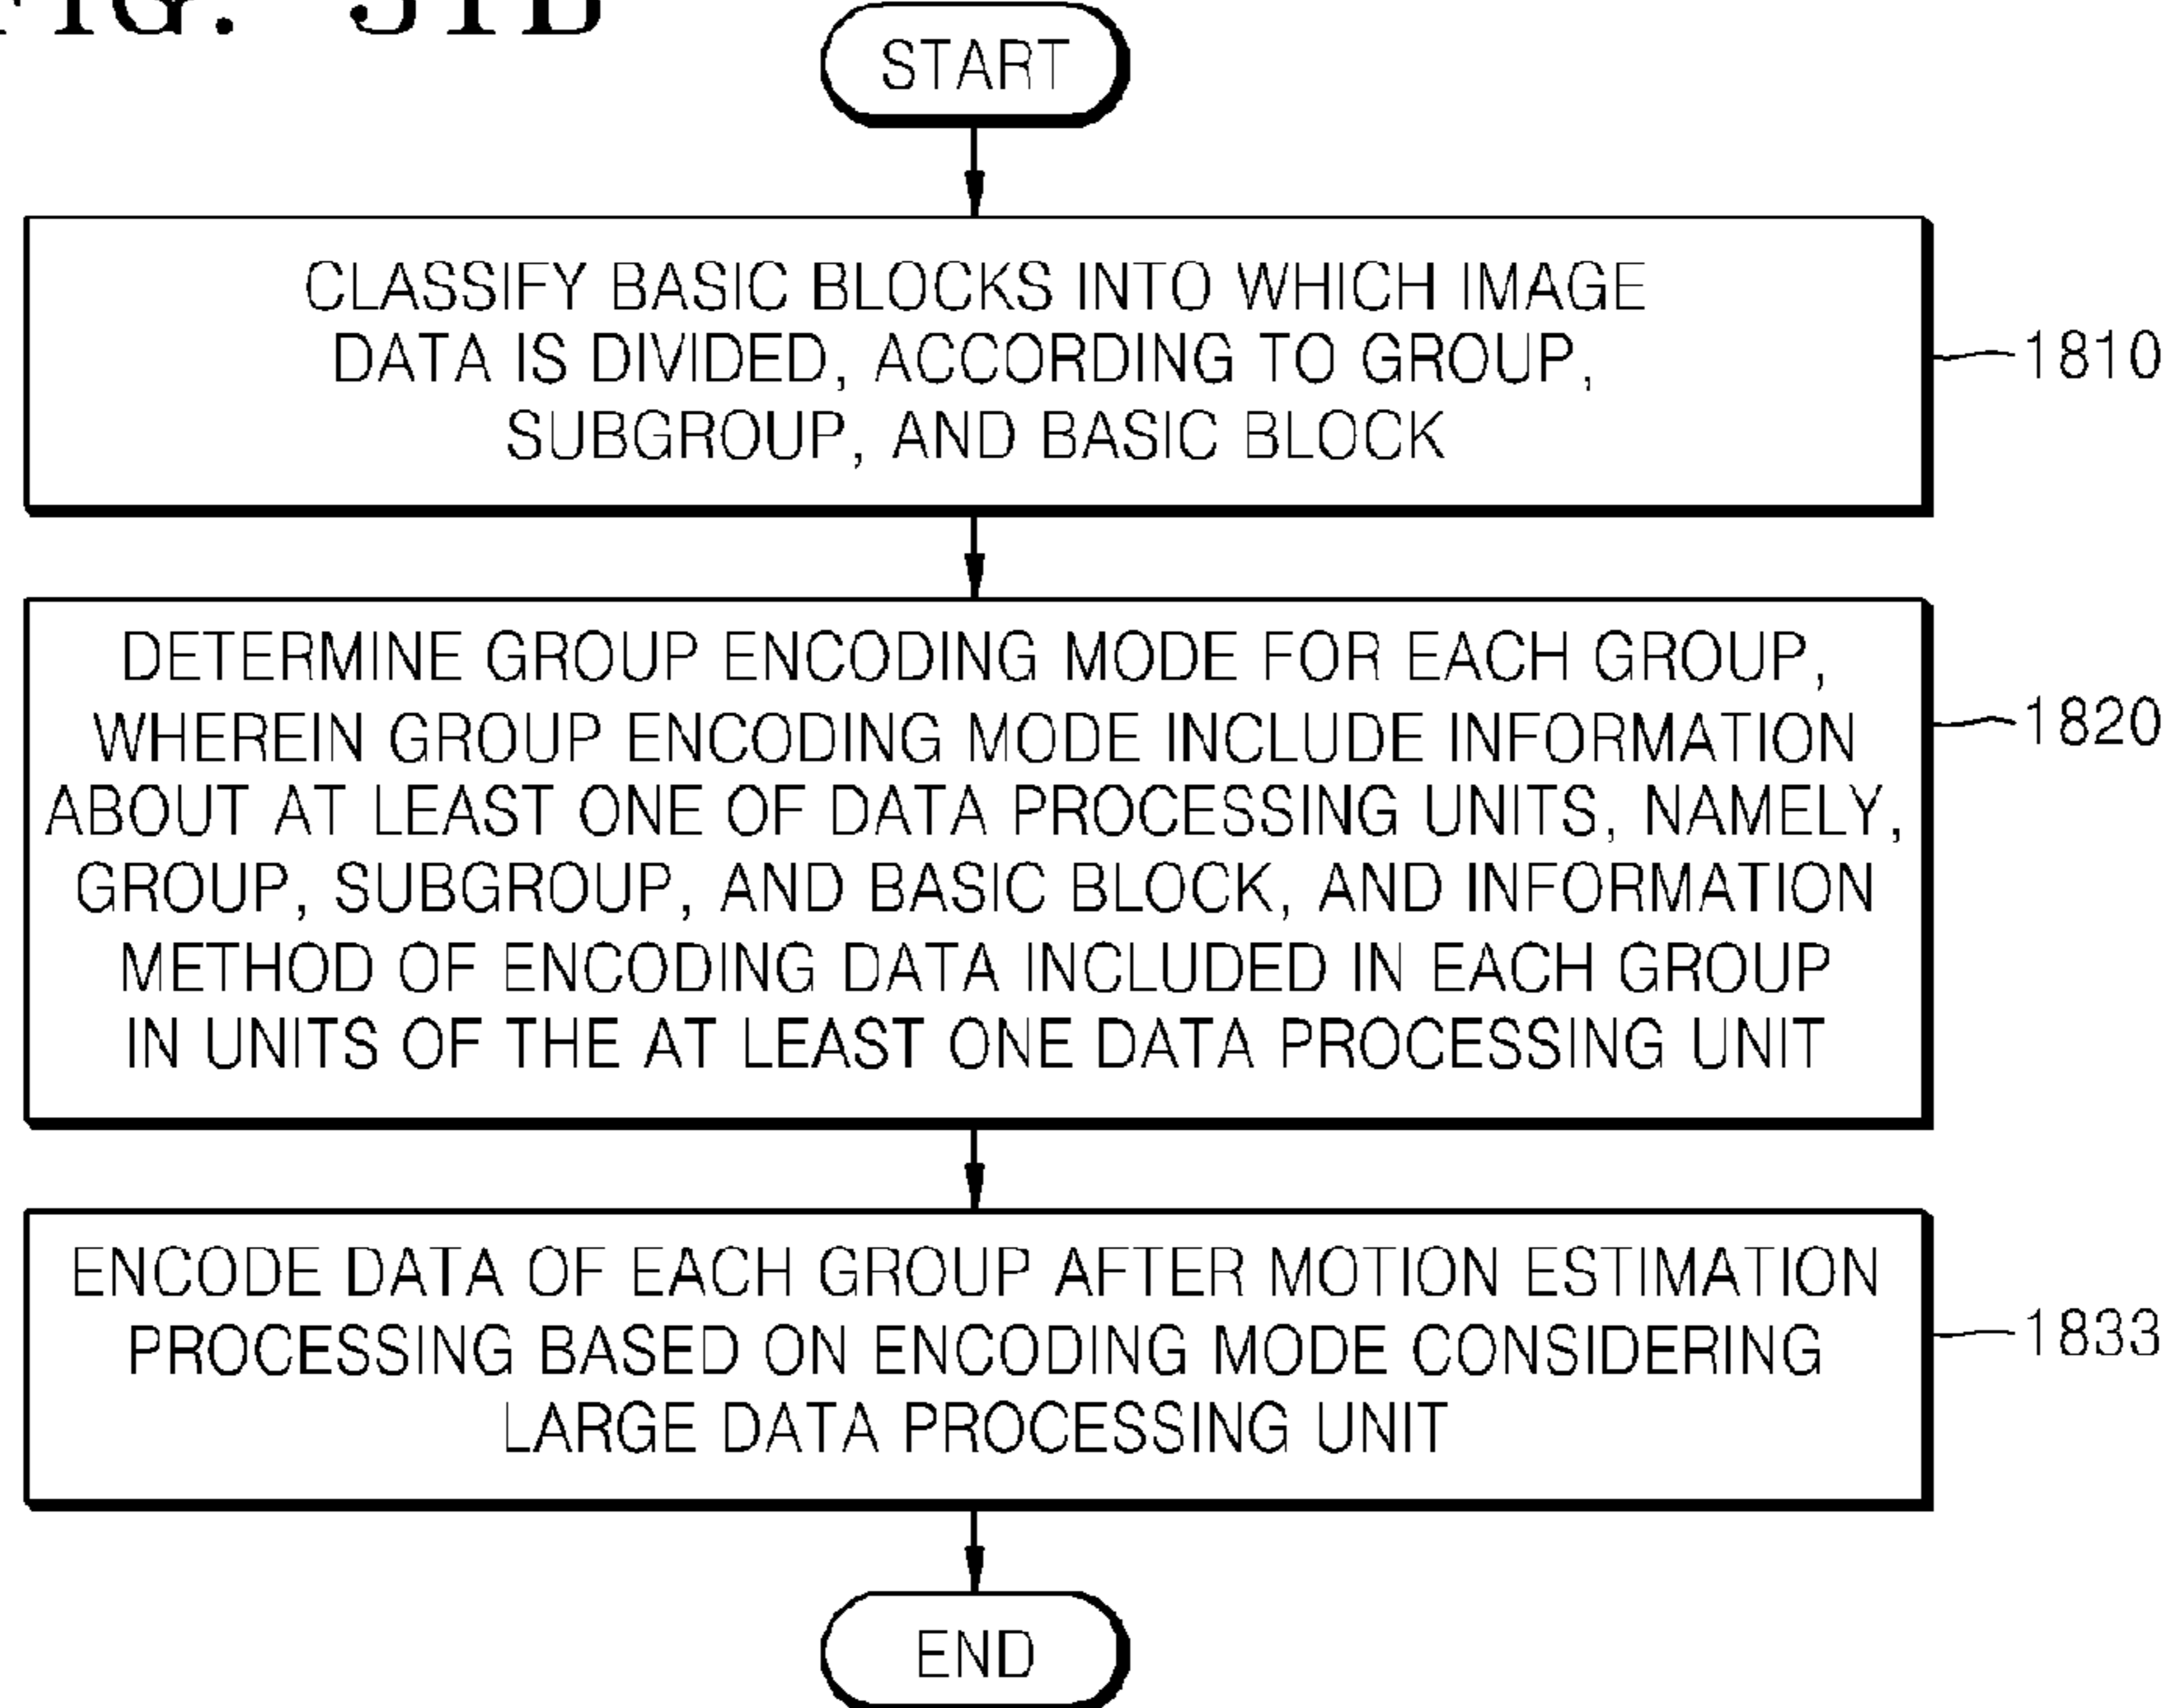 FIG. 31B
START
CLASSIFY BASIC BLOCKS INTO WHICH IMAGE
DATA IS DIVIDED, ACCORDING TO GROUP,
SUBGROUP, AND BASIC BLOCK
1810
DETERMINE GROUP ENCODING MODE FOR EACH GROUP,
WHEREIN GROUP ENCODING MODE INCLUDE INFORMATION
ABOUT AT LEAST ONE OF DATA PROCESSING UNITS, NAMELY,
GROUP, SUBGROUP, AND BASIC BLOCK, AND INFORMATION
METHOD OF ENCODING DATA INCLUDED IN EACH GROUP
IN UNITS OF THE AT LEAST ONE DATA PROCESSING UNIT
1820
ENCODE DATA OF EACH GROUP AFTER MOTION ESTIMATION
PROCESSING BASED ON ENCODING MODE CONSIDERING
LARGE DATA PROCESSING UNIT
1833
END